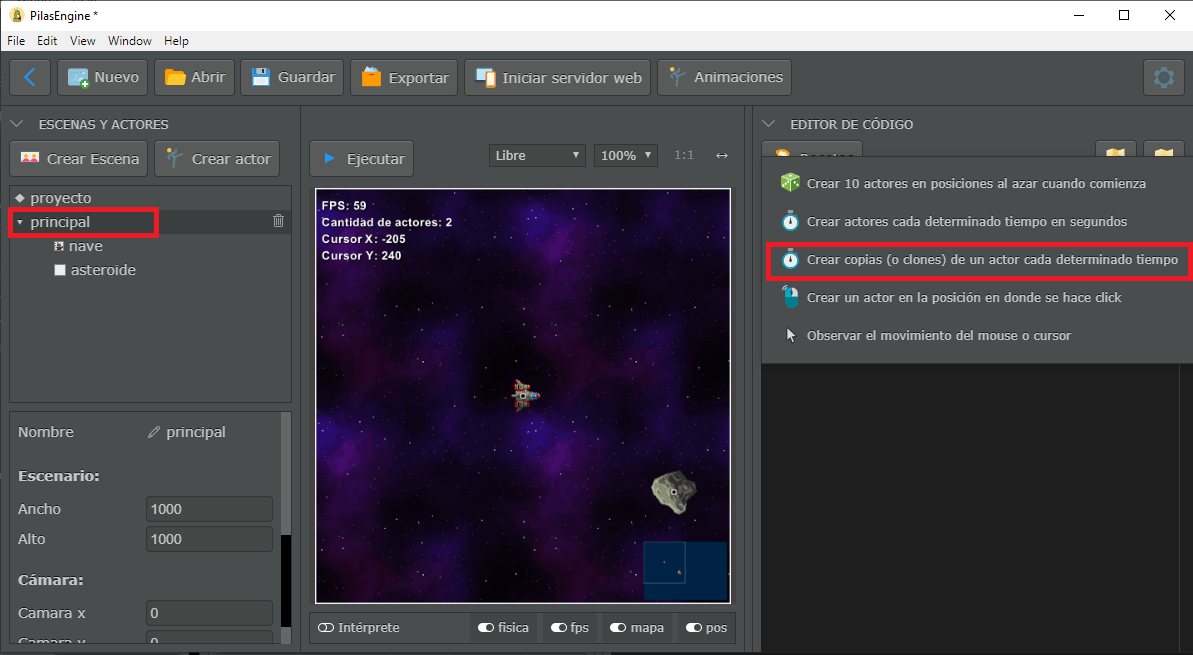 PilasEngine *
File Edit View Window Help
Nuevo Abrir Guardar Exportar Iniciar servidor web Animaciones
ESCENAS Y ACTORES
Crear Escena Crear actor
proyecto
principal
nave
asteroide
Nombre principal
Escenario:
Ancho 1000
Alto 1000
Cámara:
Camara x 0
Ejecutar Libre 100% 1:1
FPS: 59
Cantidad de actores: 2
Cursor X: -205
Cursor Y: 240
Intérprete física fps mapa pos
EDITOR DE CÓDIGO
Crear 10 actores en posiciones al azar cuando comienza
Crear actores cada determinado tiempo en segundos
Crear copias (o clones) de un actor cada determinado tiempo
Crear un actor en la posición en donde se hace click
Observar el movimiento del mouse o cursor